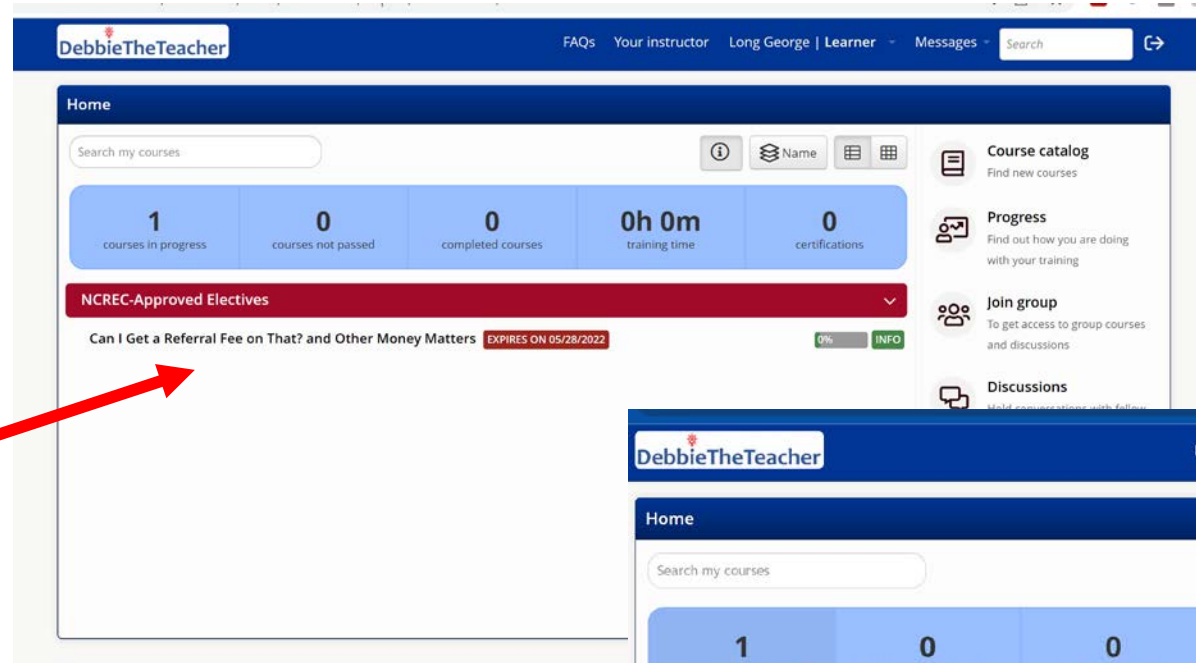 DebbieTheTeacher FAQs Your instructor Long George | Learner Messages Search
Home
Search my courses Name
1 0 0 0h 0m 0
courses in progress courses not passed completed courses training time certifications
NCREC-Approved Electives
Can I Get a Referral Fee on That? and Other Money Matters EXPIRES ON 05/28/2022 0% INFO
Course catalog
Find new courses
Progress
Find out how you are doing
with your training
Join group
To get access to group courses
and discussions
Discussions
Hold conversations with fellow
DebbieTheTeacher
Home
Search my courses
1 0 0